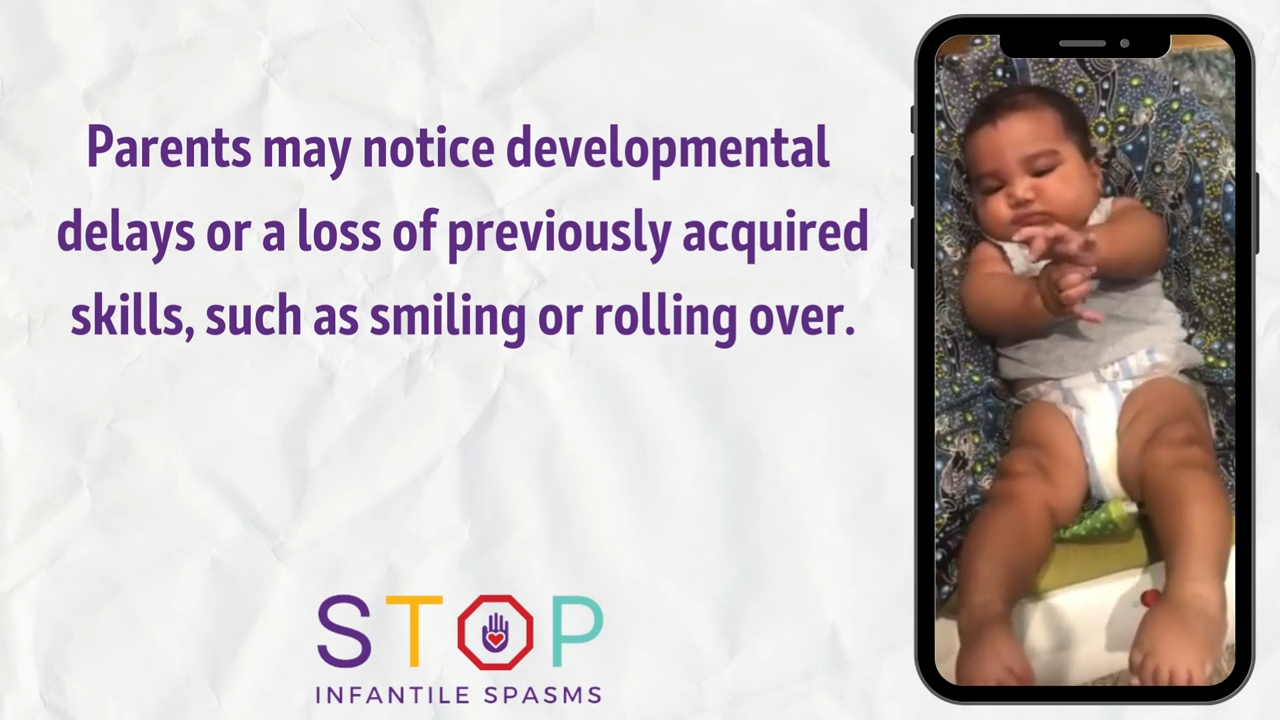 Parents may notice developmental
delays or a loss of previously acquired
skills, such as smiling or rolling over.
STOP
INFANTILE SPASMS